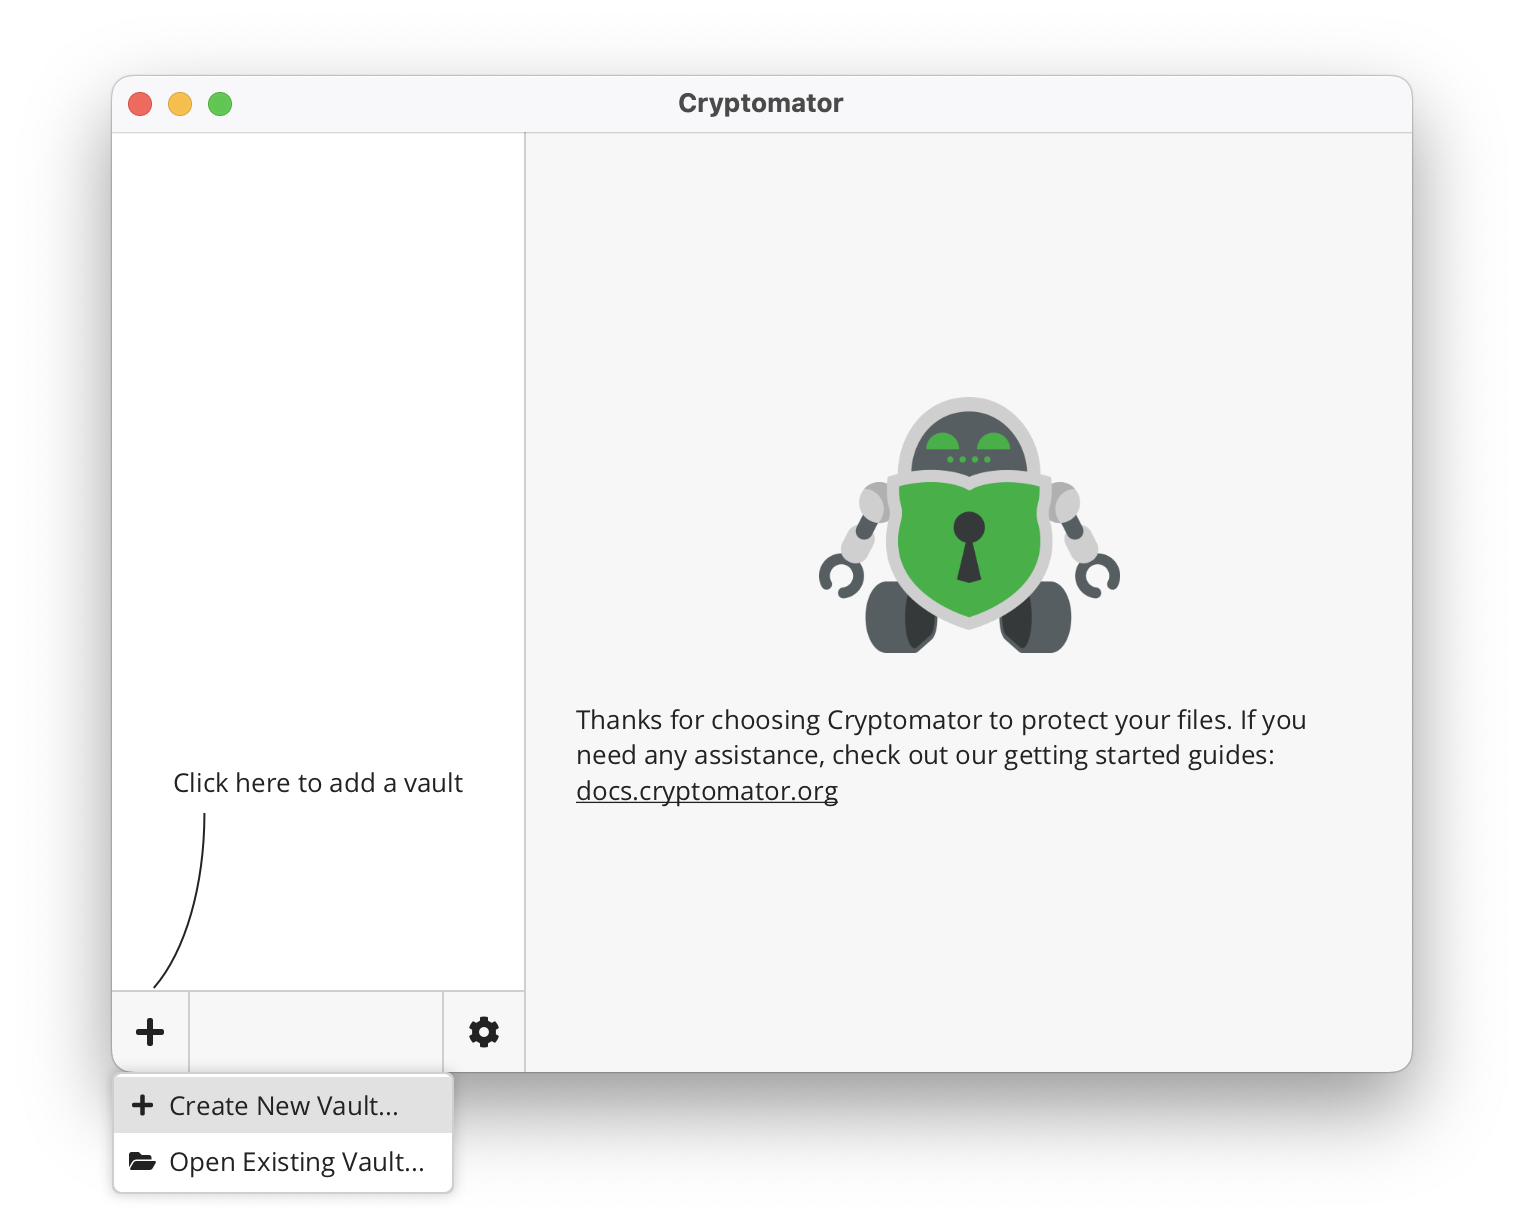 Cryptomator
Click here to add a vault
Thanks for choosing Cryptomator to protect your files. If you
need any assistance, check out our getting started guides:
docs.cryptomator.org
Create New Vault...
Open Existing Vault...